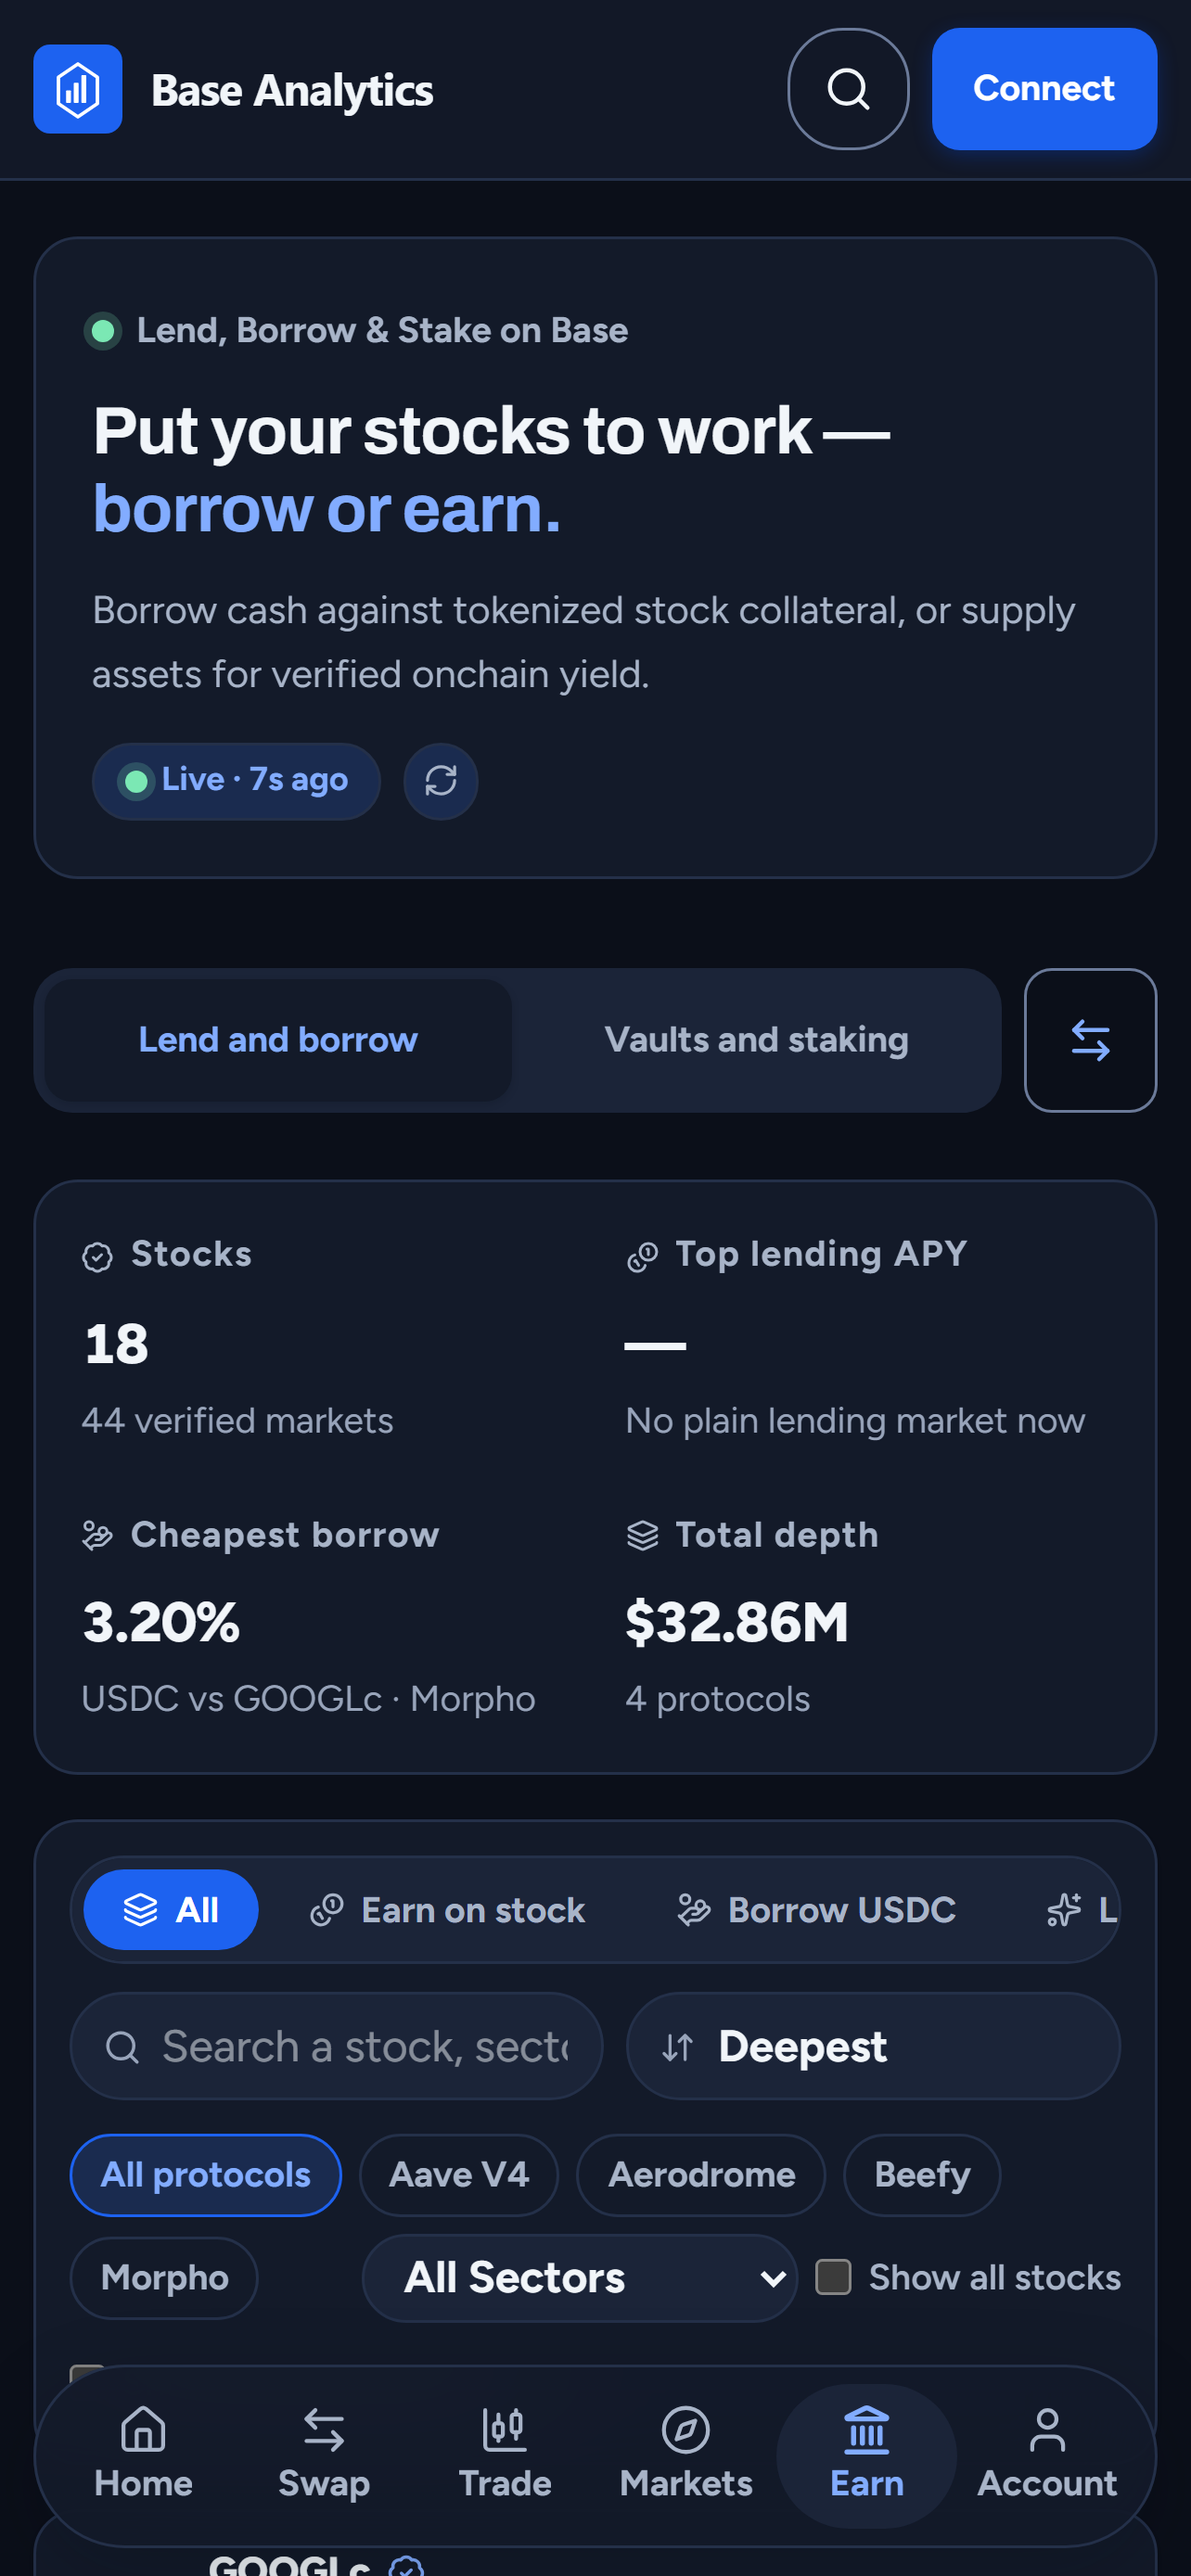 Base Analytics
Connect
Lend, Borrow & Stake on Base
Put your stocks to work —
borrow or earn.
Borrow cash against tokenized stock collateral, or supply
assets for verified onchain yield.
Live · 7s ago
Lend and borrow
Vaults and staking
Stocks
18
44 verified markets
Top lending APY
—
No plain lending market now
Cheapest borrow
3.20%
USDC vs GOOGLc · Morpho
Total depth
$32.86M
4 protocols
All
Earn on stock
Borrow USDC
L
Search a stock, secto
Deepest
All protocols
Aave V4
Aerodrome
Beefy
Morpho
All Sectors
Show all stocks
Home
Swap
Trade
Markets
Earn
Account
GOOGLc